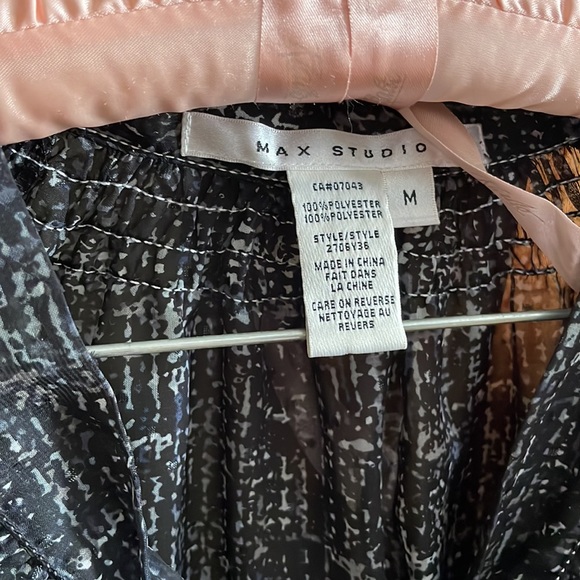 MAX STUDIO
CA#07043
100%POLYESTER
100%POLYESTER
M
STYLE/STYLE
2706Y36
MADE IN CHINA
FAIT DANS
LA CHINE
CARE ON REVERSE
NETTOYAGE AU
REVERS